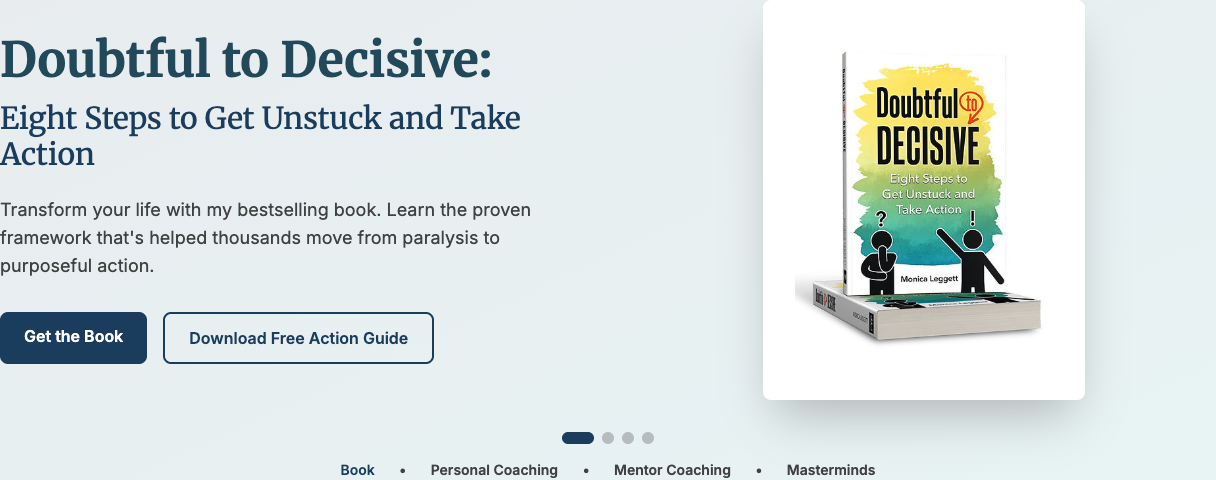 Doubtful to Decisive:
Eight Steps to Get Unstuck and Take
Action
Transform your life with my bestselling book. Learn the proven
framework that's helped thousands move from paralysis to
purposeful action.
Get the Book
Download Free Action Guide
Doubtful to
DECISIVE
Eight Steps to
Get Unstuck and
Take Action
?
!
Monica Leggett
Book • Personal Coaching • Mentor Coaching • Masterminds